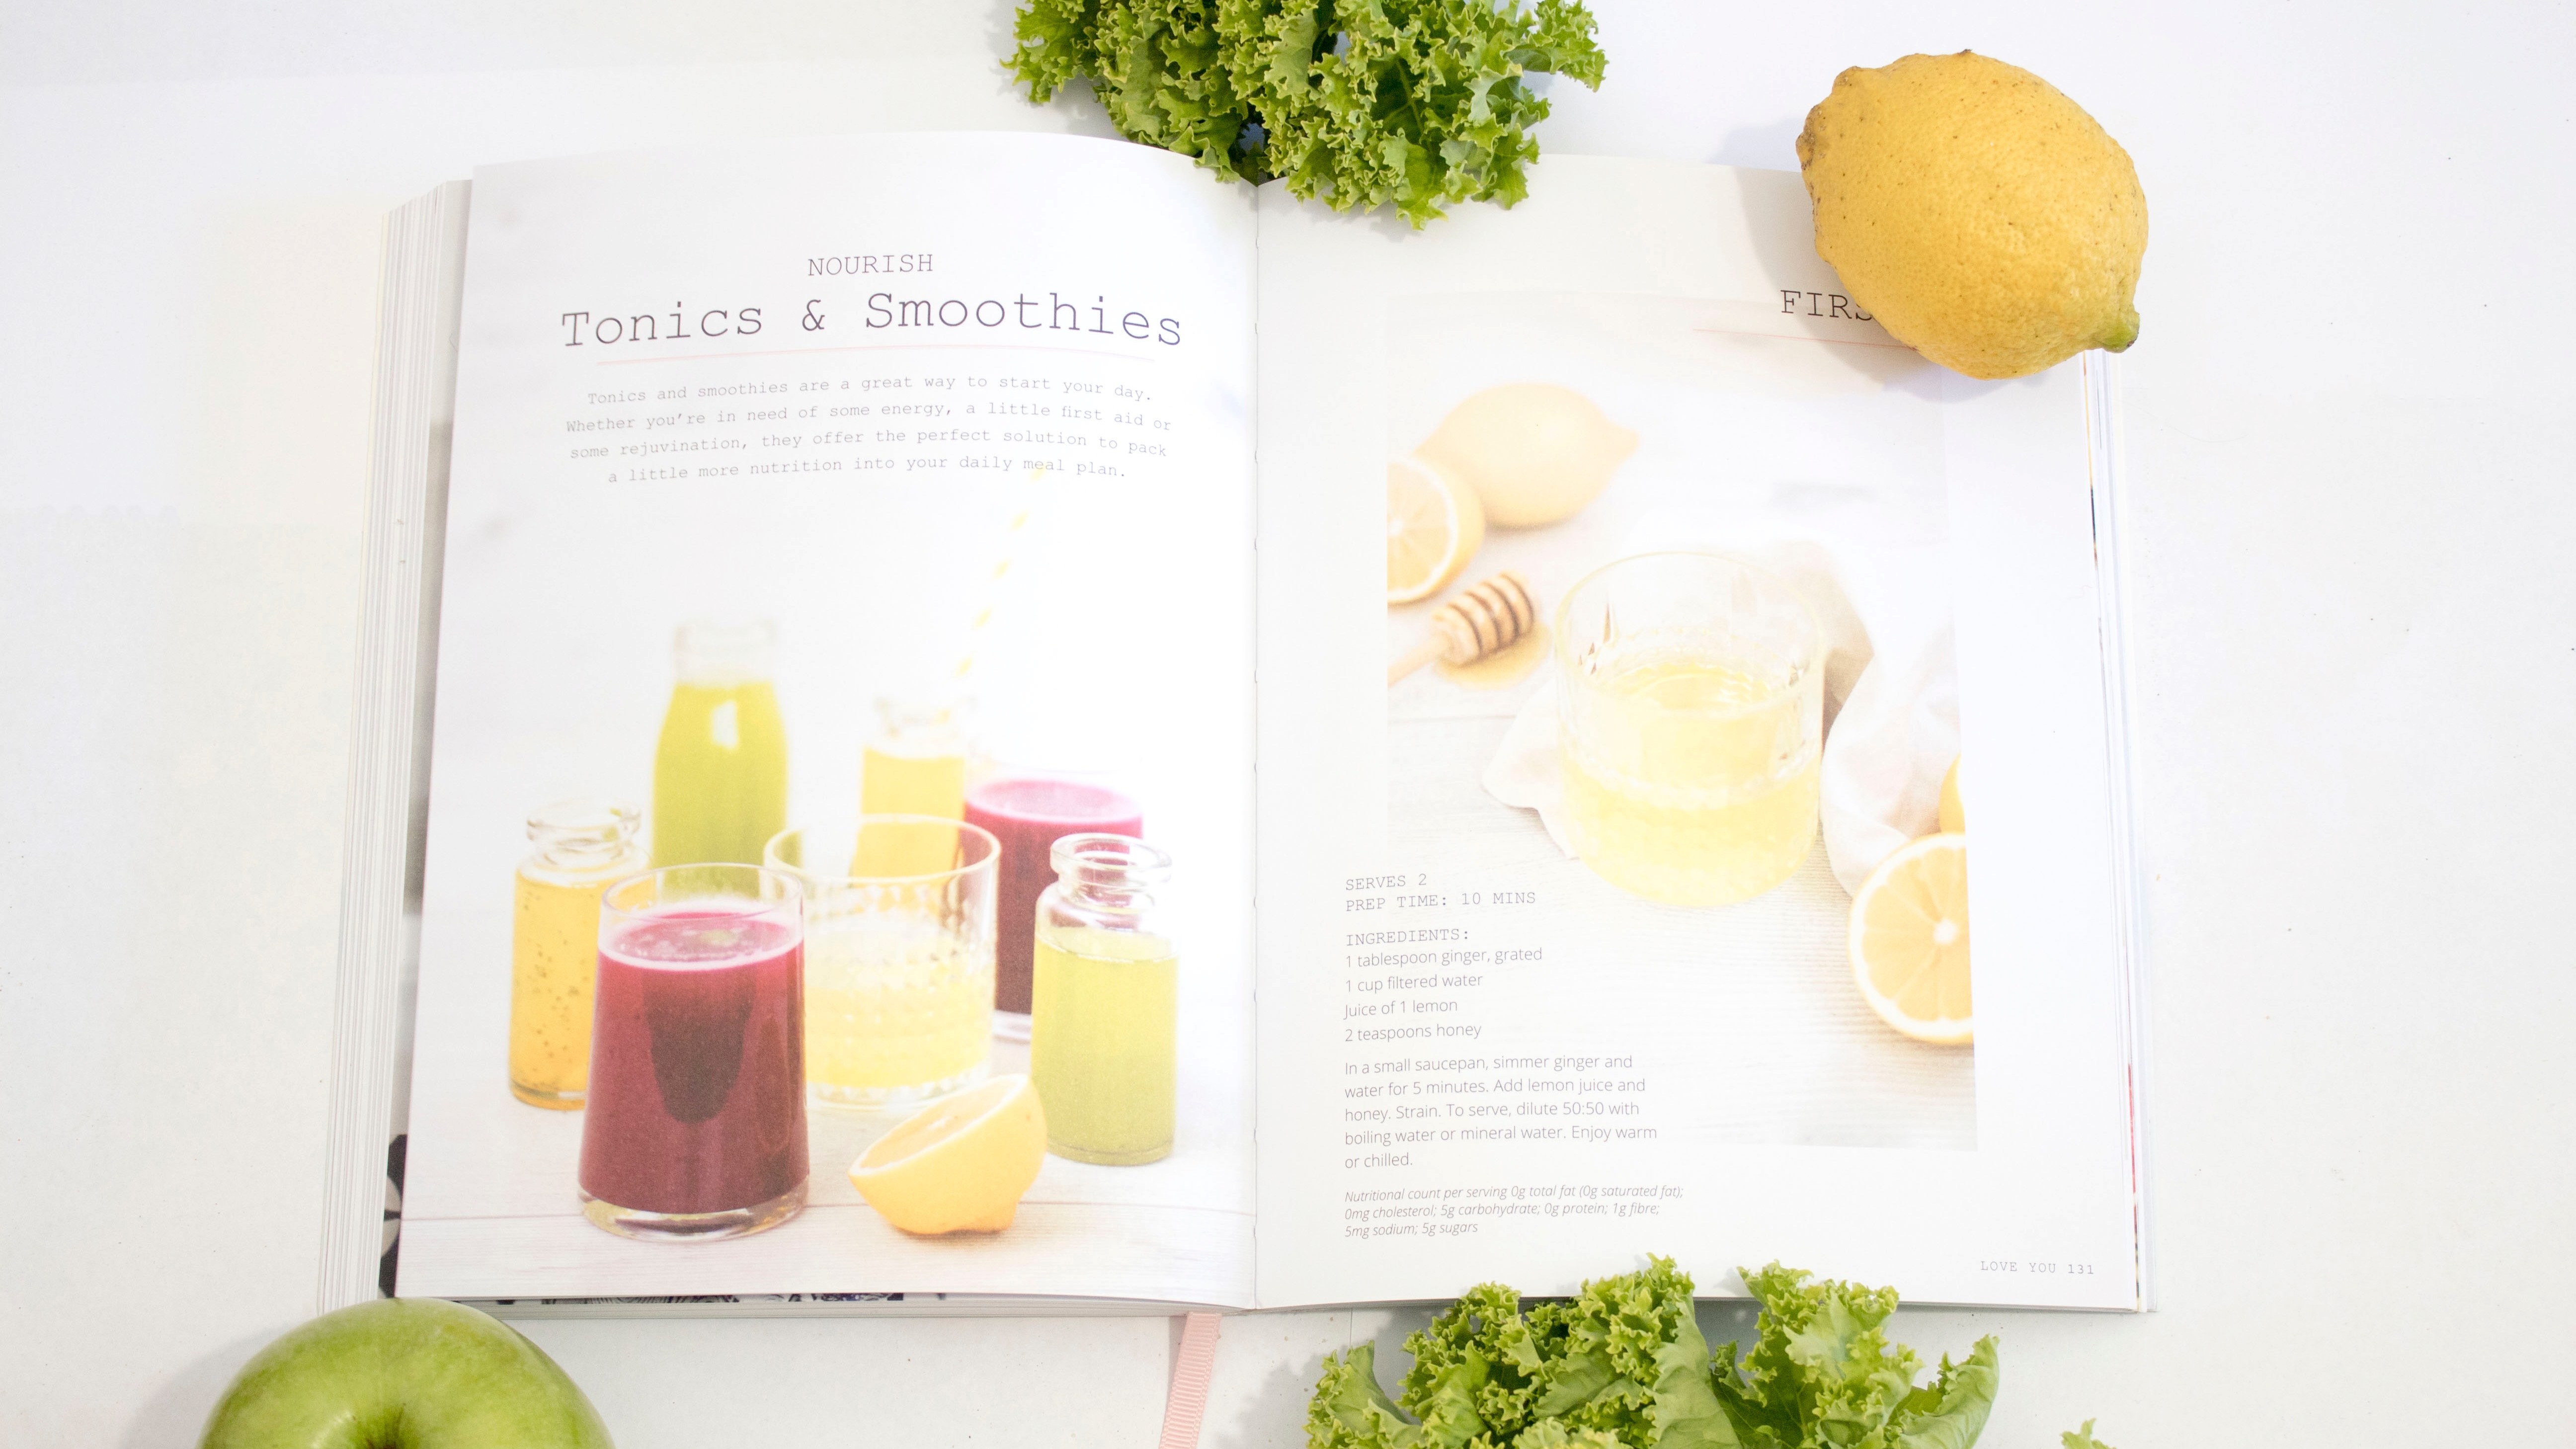 NOURISH
Tonics & Smoothies
Tonics and smoothies are a great way to start your day.
Whether you're in need of some energy, a little first aid or
some rejuvination, they offer the perfect solution to pack
a little more nutrition into your daily meal plan.
FIRS
SERVES 2
PREP TIME: 10 MINS
INGREDIENTS:
1 tablespoon ginger, grated
1 cup filtered water
Juice of 1 lemon
2 teaspoons honey
In a small saucepan, simmer ginger and
water for 5 minutes. Add lemon juice and
honey. Strain. To serve, dilute 50:50 with
boiling water or mineral water. Enjoy warm
or chilled.
Nutritional count per serving 0g total fat (0g saturated fat);
0mg cholesterol; 5g carbohydrate; 0g protein; 1g fibre;
5mg sodium; 5g sugars
LOVE YOU 131